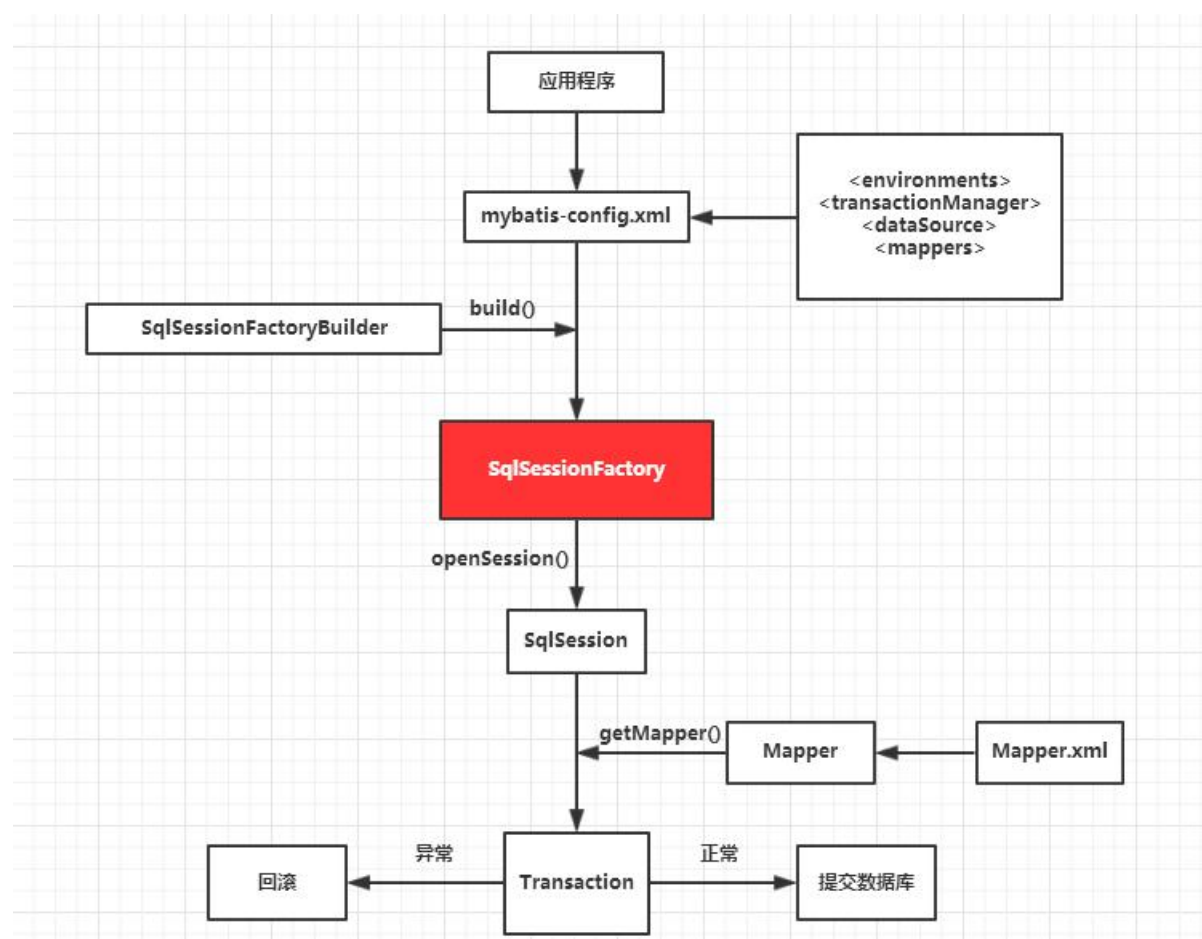 应用程序
<environments>
<transactionManager>
<dataSource>
<mappers>
mybatis-config.xml
build()
SqlSessionFactoryBuilder
SqlSessionFactory
openSession()
SqlSession
getMapper()
Mapper
Mapper.xml
异常
正常
回滚
Transaction
提交数据库